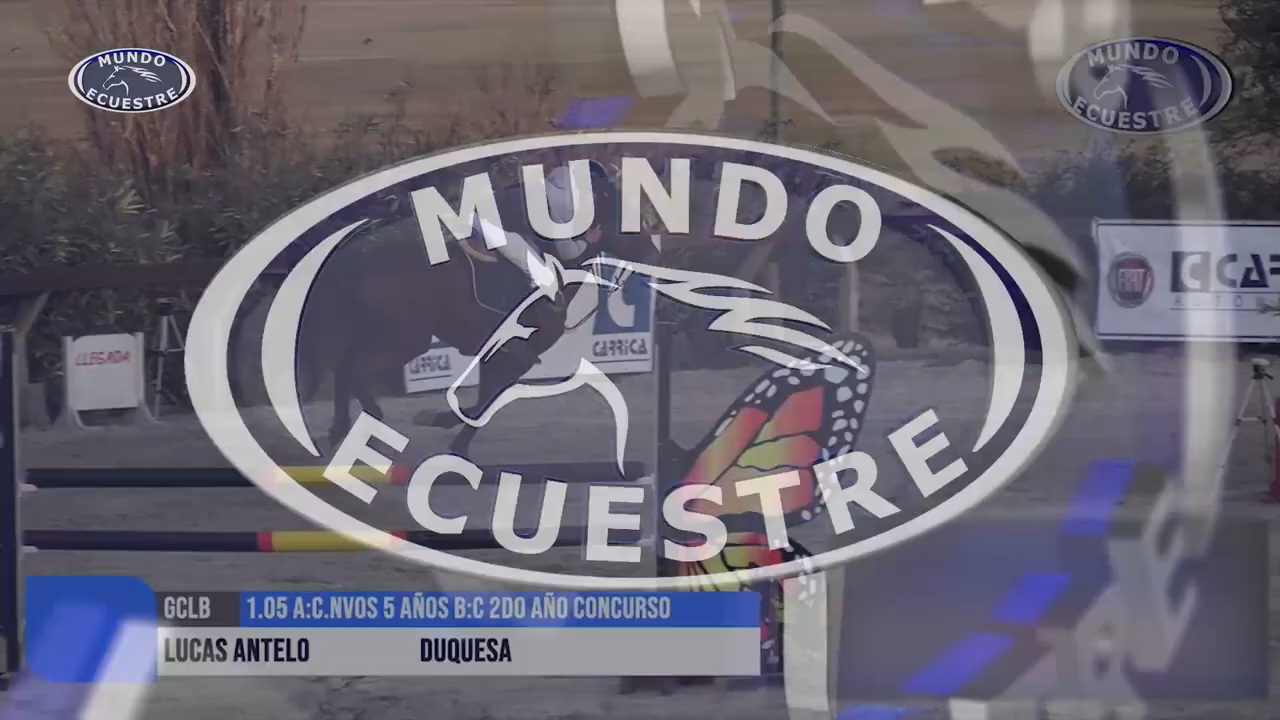 MUNDO
ECUESTRE
MUNDO
ECUESTRE
MUNDO
ECUESTRE
FIAT
LLEGADA
CARRICA
CARRICA
GCLB
1.05 A:C.NVOS 5 AÑOS B:C 2DO AÑO CONCURSO
LUCAS ANTELO
DUQUESA